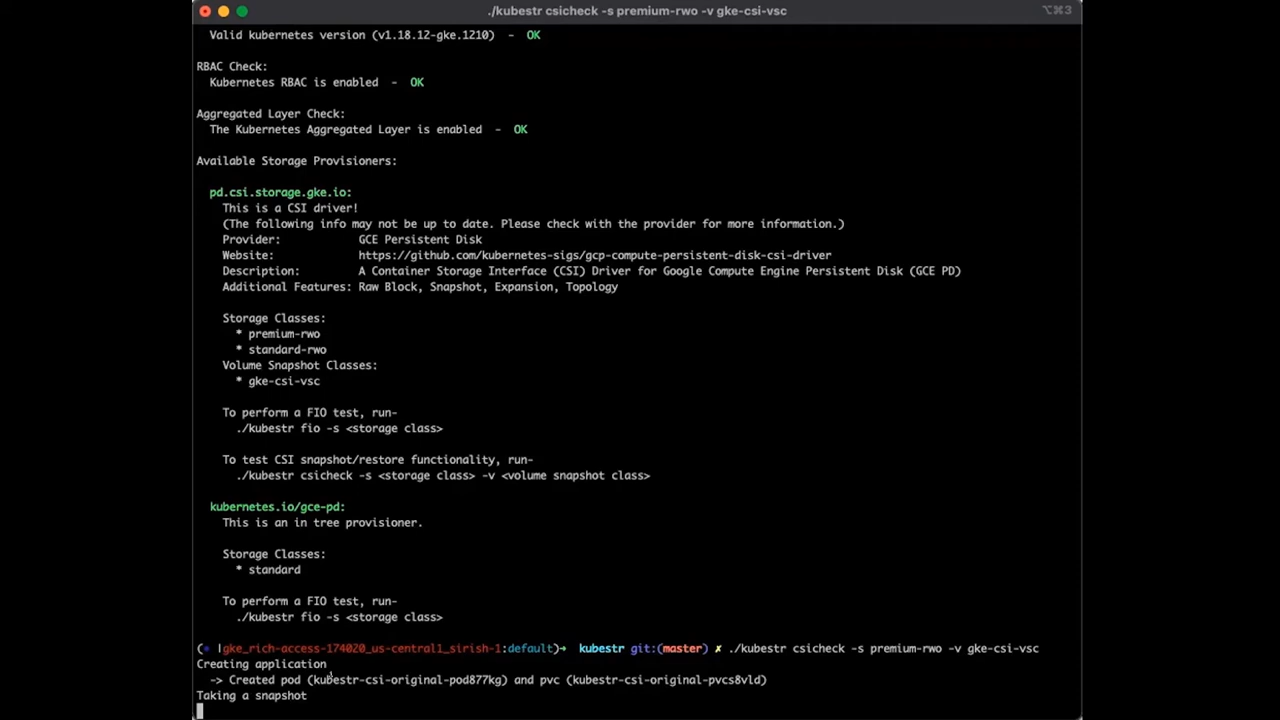 ./kubestr csicheck -s premium-rwo -v gke-csi-vsc
⌥⌘3
Valid kubernetes version (v1.18.12-gke.1210)  -  OK
RBAC Check:
Kubernetes RBAC is enabled  -  OK
Aggregated Layer Check:
The Kubernetes Aggregated Layer is enabled  -  OK
Available Storage Provisioners:
pd.csi.storage.gke.io:
This is a CSI driver!
(The following info may not be up to date. Please check with the provider for more information.)
Provider:            GCE Persistent Disk
Website:             https://github.com/kubernetes-sigs/gcp-compute-persistent-disk-csi-driver
Description:         A Container Storage Interface (CSI) Driver for Google Compute Engine Persistent Disk (GCE PD)
Additional Features: Raw Block, Snapshot, Expansion, Topology
Storage Classes:
* premium-rwo
* standard-rwo
Volume Snapshot Classes:
* gke-csi-vsc
To perform a FIO test, run-
./kubestr fio -s <storage class>
To test CSI snapshot/restore functionality, run-
./kubestr csicheck -s <storage class> -v <volume snapshot class>
kubernetes.io/gce-pd:
This is an in tree provisioner.
Storage Classes:
* standard
To perform a FIO test, run-
./kubestr fio -s <storage class>
(⎈ |gke_rich-access-174020_us-central1_sirish-1:default)➜  kubestr git:(master) ✗ ./kubestr csicheck -s premium-rwo -v gke-csi-vsc
Creating application
-> Created pod (kubestr-csi-original-pod877kg) and pvc (kubestr-csi-original-pvcs8vld)
Taking a snapshot